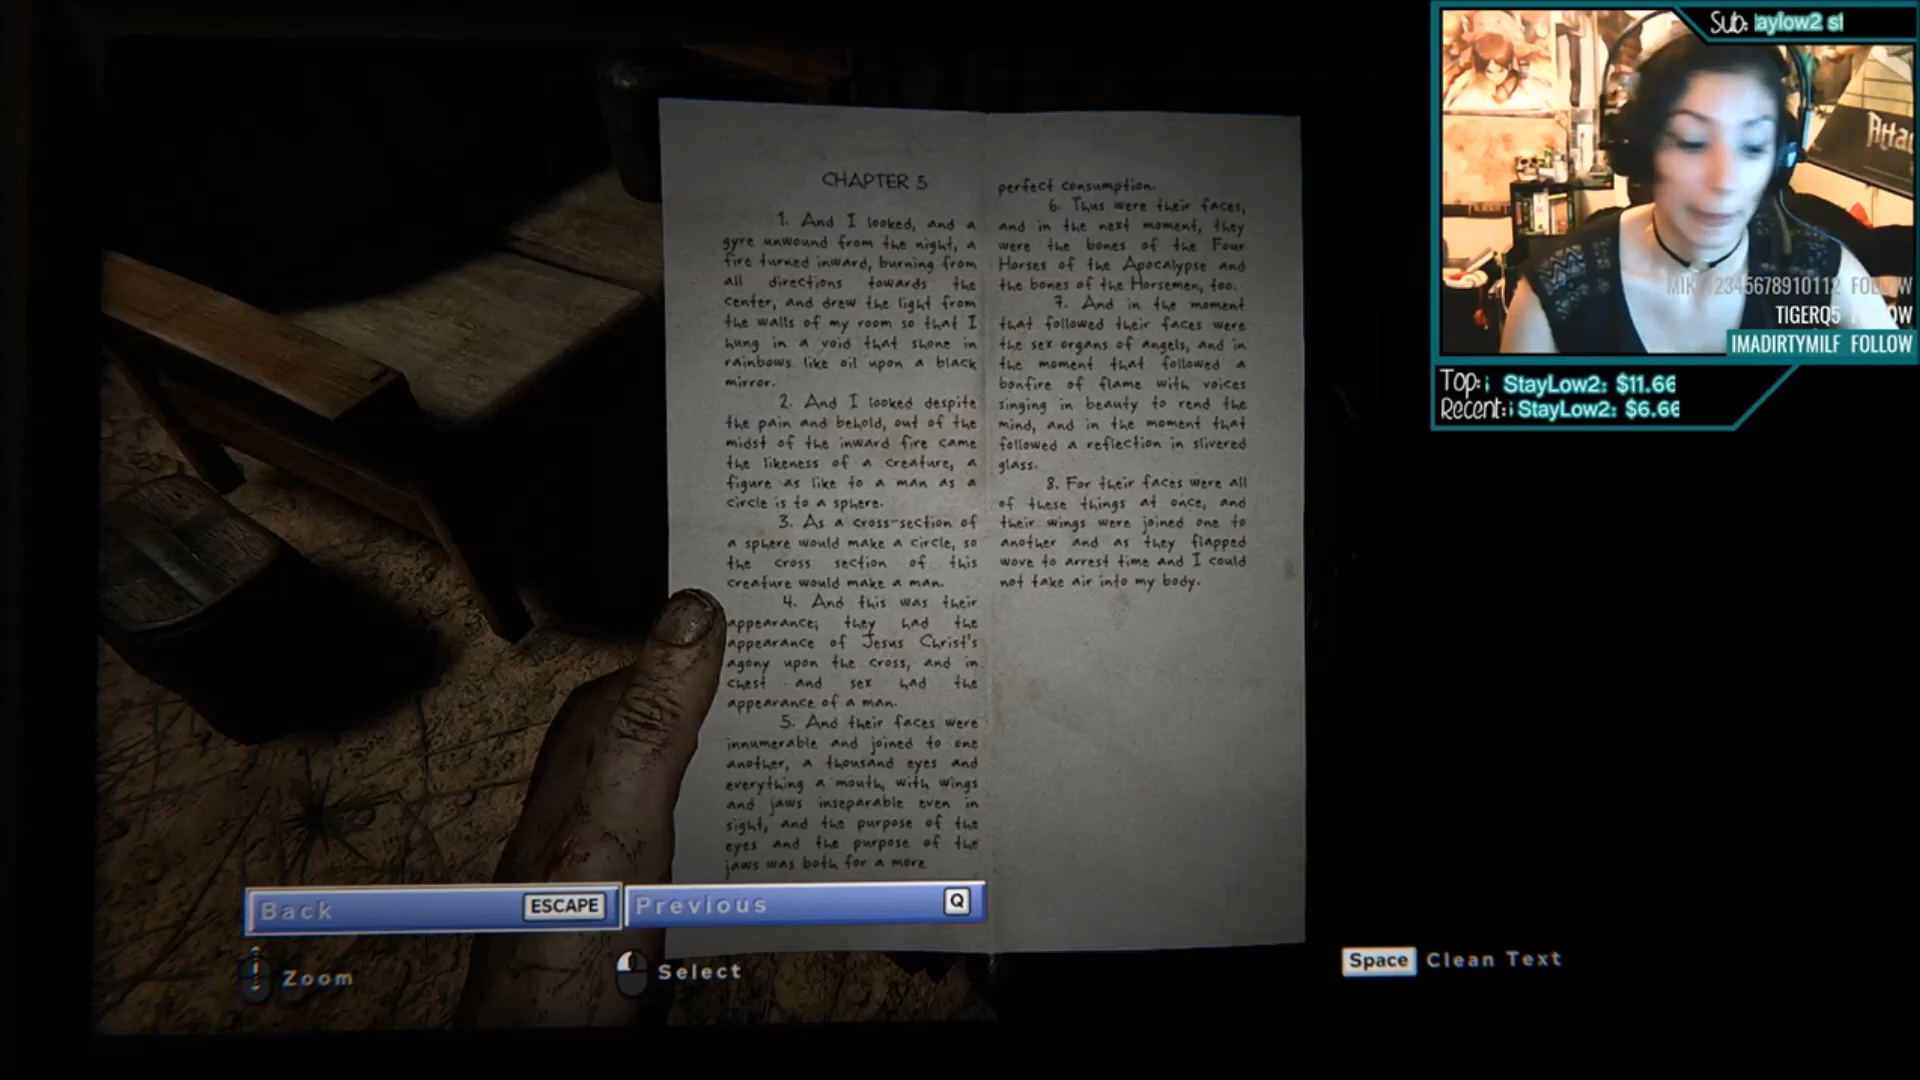 CHAPTER 5
1. And I looked, and a
gyre unwound from the night, a
fire turned inward, burning from
all directions towards the
center, and drew the light from
the walls of my room so that I
hung in a void that shone in
rainbows like oil upon a black
mirror.
2. And I looked despite
the pain and behold, out of the
midst of the inward fire came
the likeness of a creature, a
figure as like to a man as a
circle is to a sphere.
3. As a cross-section of
a sphere would make a circle, so
the cross section of this
creature would make a man.
4. And this was their
appearance; they had the
appearance of Jesus Christ's
agony upon the cross, and in
chest and sex had the
appearance of a man.
5. And their faces were
innumerable and joined to one
another, a thousand eyes and
everything a mouth, with wings
and jaws inseparable even in
sight, and the purpose of the
eyes and the purpose of the
jaws was both for a more
perfect consumption.
6. Thus were their faces,
and in the next moment, they
were the bones of the Four
Horses of the Apocalypse and
the bones of the Horsemen, too.
7. And in the moment
that followed their faces were
the sex organs of angels, and in
the moment that followed a
bonfire of flame with voices
singing in beauty to rend the
mind, and in the moment that
followed a reflection in slivered
glass.
8. For their faces were all
of these things at once, and
their wings were joined one to
another and as they flapped
wove to arrest time and I could
not take air into my body.
Back ESCAPE
Previous Q
Zoom
Select
Space Clean Text
Sub: aylow2 st
12345678910112 FOLLOW
TIGERQ5 FOLLOW
IMADIRTYMILF FOLLOW
Top: StayLow2: $11.66
Recent: StayLow2: $6.66